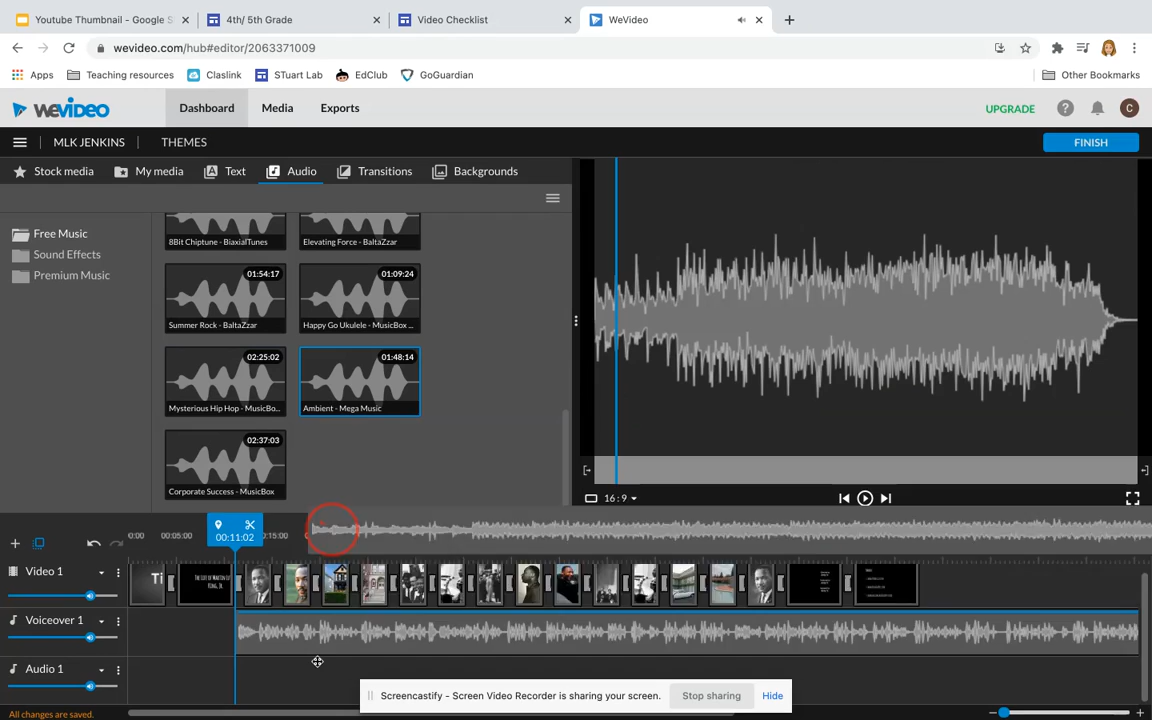 Youtube Thumbnail - Google S
4th/ 5th Grade
Video Checklist
WeVideo
wevideo.com/hub#editor/2063371009
Apps
Teaching resources
Claslink
STuart Lab
EdClub
GoGuardian
Other Bookmarks
wevideo
Dashboard
Media
Exports
UPGRADE
C
MLK JENKINS
THEMES
FINISH
Stock media
My media
Text
Audio
Transitions
Backgrounds
Free Music
Sound Effects
Premium Music
8Bit Chiptune - BiaxialTunes
Elevating Force - BaltaZzar
01:54:17
01:09:24
Summer Rock - BaltaZzar
Happy Go Ukulele - MusicBox ...
02:25:02
01:48:14
Mysterious Hip Hop - MusicBo...
Ambient - Mega Music
02:37:03
Corporate Success - MusicBox
16:9
0:00
00:05:00
00:11:02
0:15:00
Video 1
Ti
Voiceover 1
Audio 1
Screencastify - Screen Video Recorder is sharing your screen.
Stop sharing
Hide
All changes are saved.